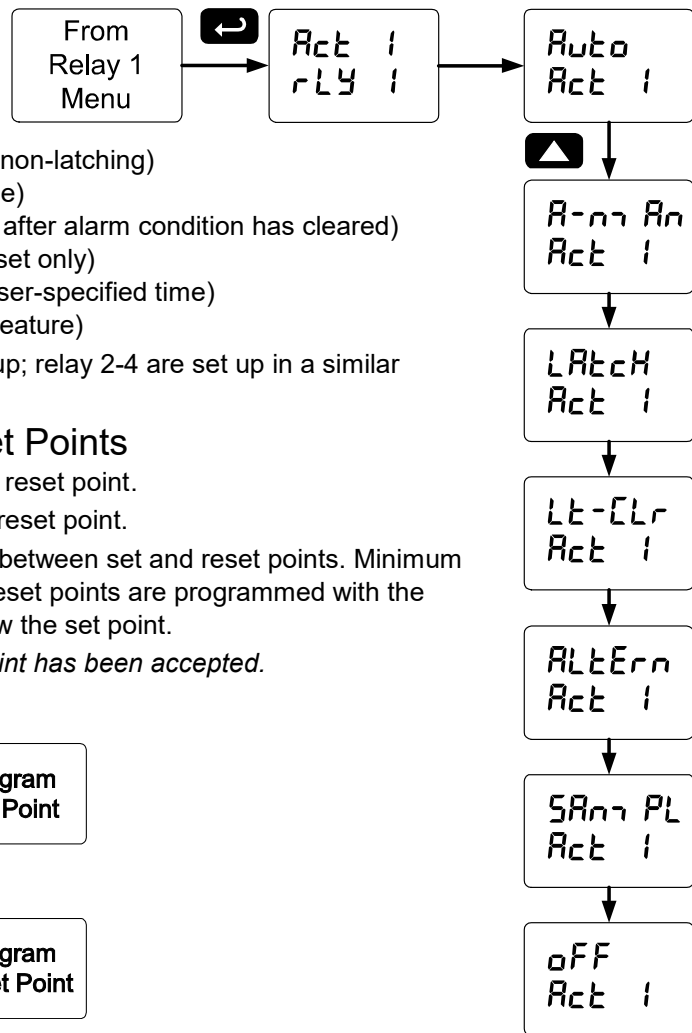 From
Relay 1
Menu
Act 1
rLY 1
Auto
Act 1
non-latching)
e)
after alarm condition has cleared)
set only)
ser-specified time)
eature)
up; relay 2-4 are set up in a similar
A-man
Act 1
LAtcH
Act 1
et Points
reset point.
reset point.
between set and reset points. Minimum
eset points are programmed with the
w the set point.
int has been accepted.
Lt-CLr
Act 1
ALtErn
Act 1
gram
Point
SAmPL
Act 1
gram
et Point
oFF
Act 1